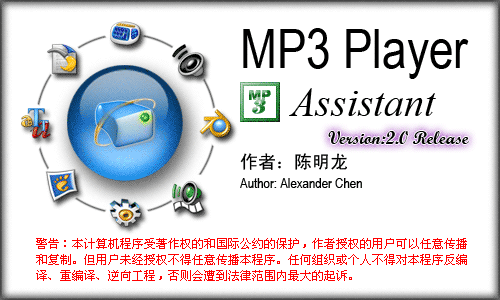 MP3 Player
MP
3
Assistant
Version:2.0 Release
作者：陈明龙
Author: Alexander Chen
警告：本计算机程序受著作权的和国际公约的保护，作者授权的用户可以任意传播
和复制。但用户未经授权不得任意传播本程序。任何组织或个人不得对本程序反编
译、重编译、逆向工程，否则会遭到法律范围内最大的起诉。